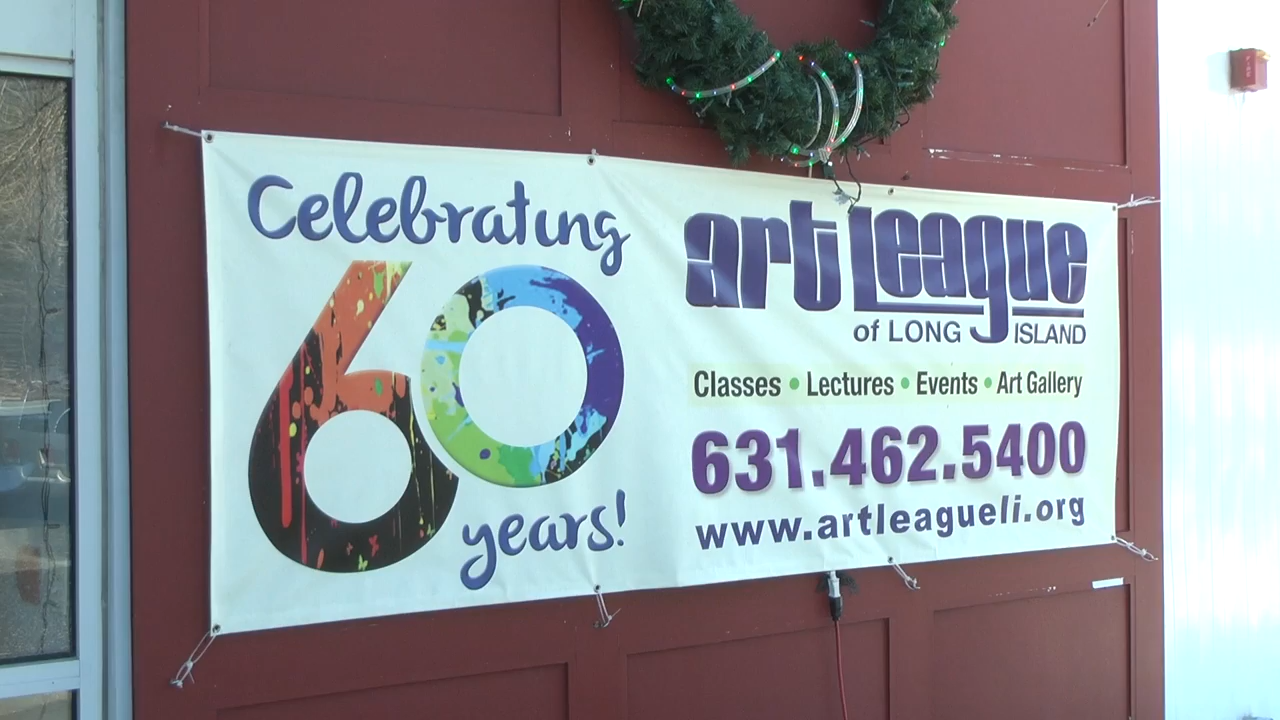 Celebrating
60
years!
art League
of LONG ISLAND
Classes • Lectures • Events • Art Gallery
631.462.5400
www.artleagueli.org